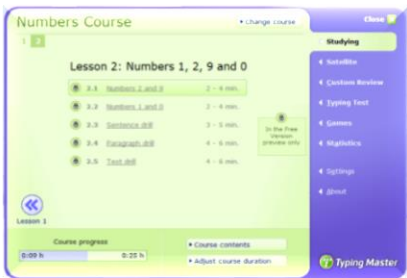 Numbers Course
Change course
Close
1 2
Studying
Lesson 2: Numbers 1, 2, 9 and 0
2.1 Numbers 1 and 9 2 - 4 min.
2.2 Numbers 1 and 0 2 - 4 min.
2.3 Sentence drill 3 - 5 min.
2.4 Paragraph drill 4 - 6 min.
2.5 Text drill 4 - 6 min.
In the Free
Version
preview only
Satellite
Custom Review
Typing Test
Games
Statistics
Settings
About
Lesson 1
Course progress
0:00 h 0:20 h
Course contents
Adjust course duration
Typing Master